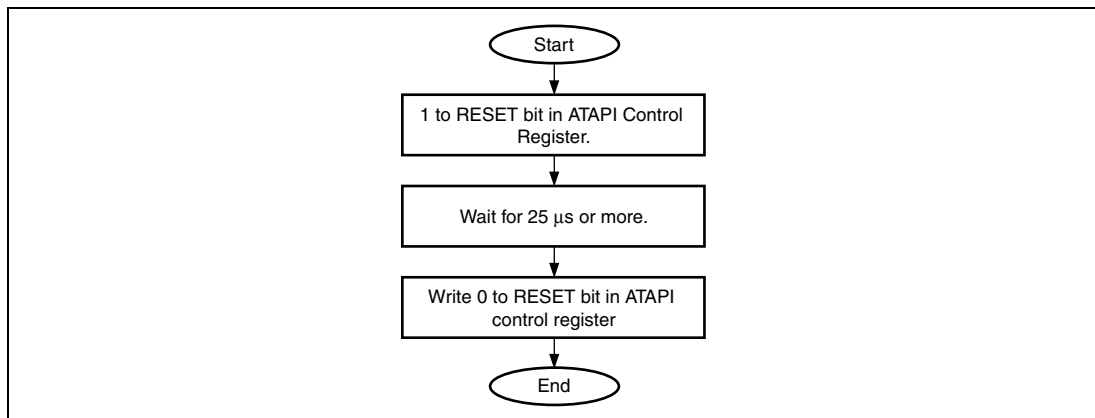 Start
1 to RESET bit in ATAPI Control
Register.
Wait for 25 μs or more.
Write 0 to RESET bit in ATAPI
control register
End